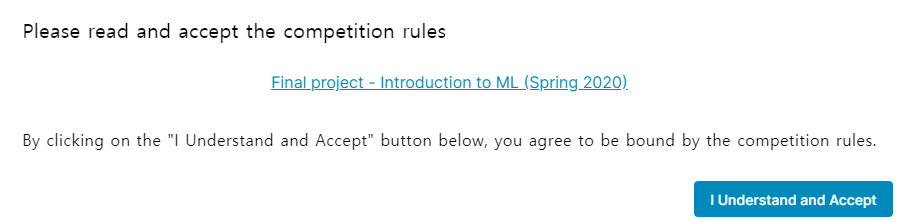 Please read and accept the competition rules
Final project - Introduction to ML (Spring 2020)
By clicking on the "I Understand and Accept" button below, you agree to be bound by the competition rules.
I Understand and Accept